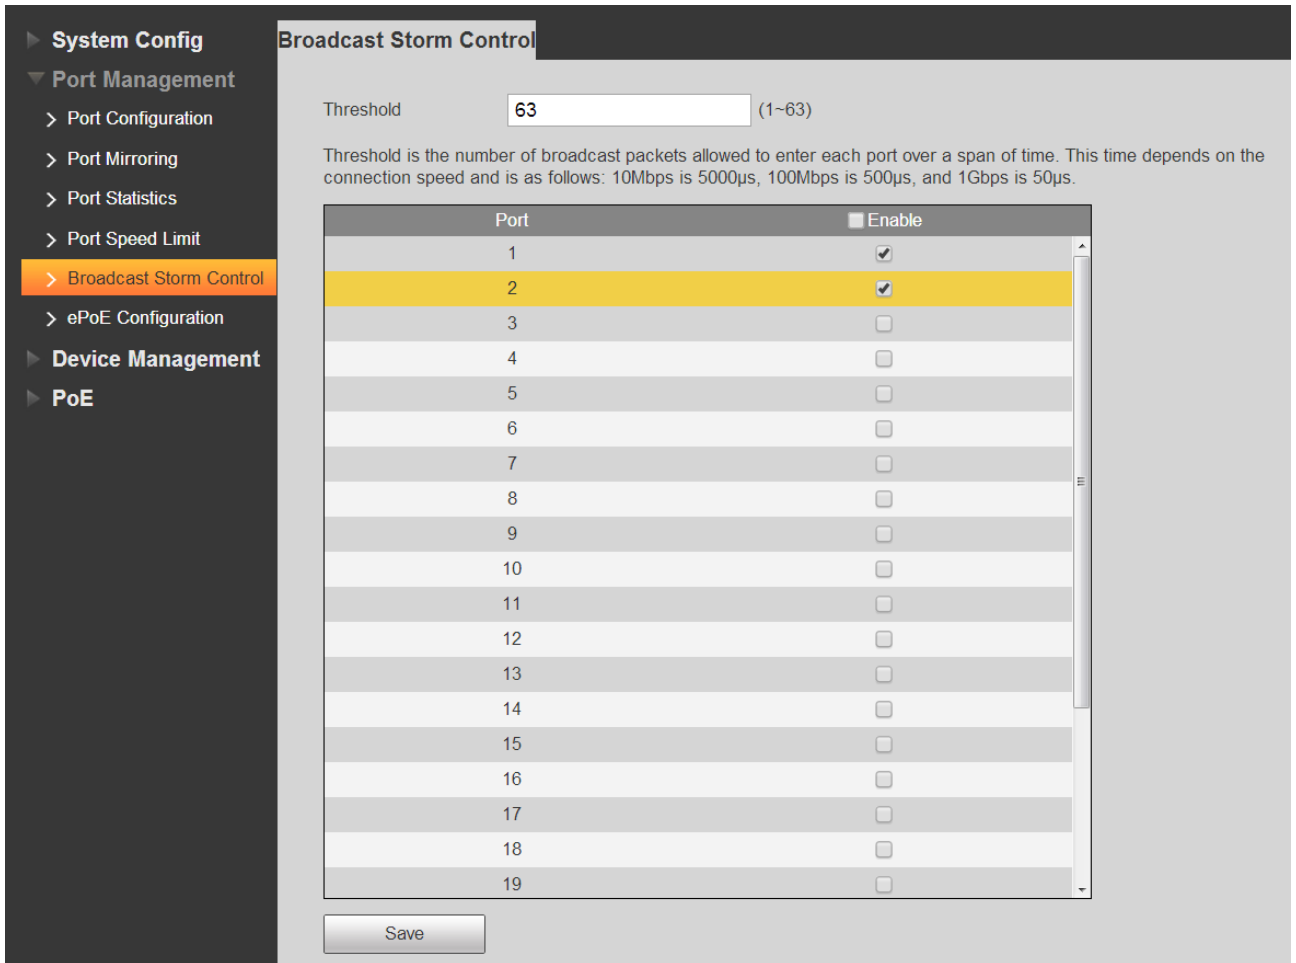 System Config
Port Management
Port Configuration
Port Mirroring
Port Statistics
Port Speed Limit
Broadcast Storm Control
ePoE Configuration
Device Management
PoE
Broadcast Storm Control
Threshold 63 (1~63)
Threshold is the number of broadcast packets allowed to enter each port over a span of time. This time depends on the
connection speed and is as follows: 10Mbps is 5000µs, 100Mbps is 500µs, and 1Gbps is 50µs.
Port Enable
1
2
3
4
5
6
7
8
9
10
11
12
13
14
15
16
17
18
19
Save